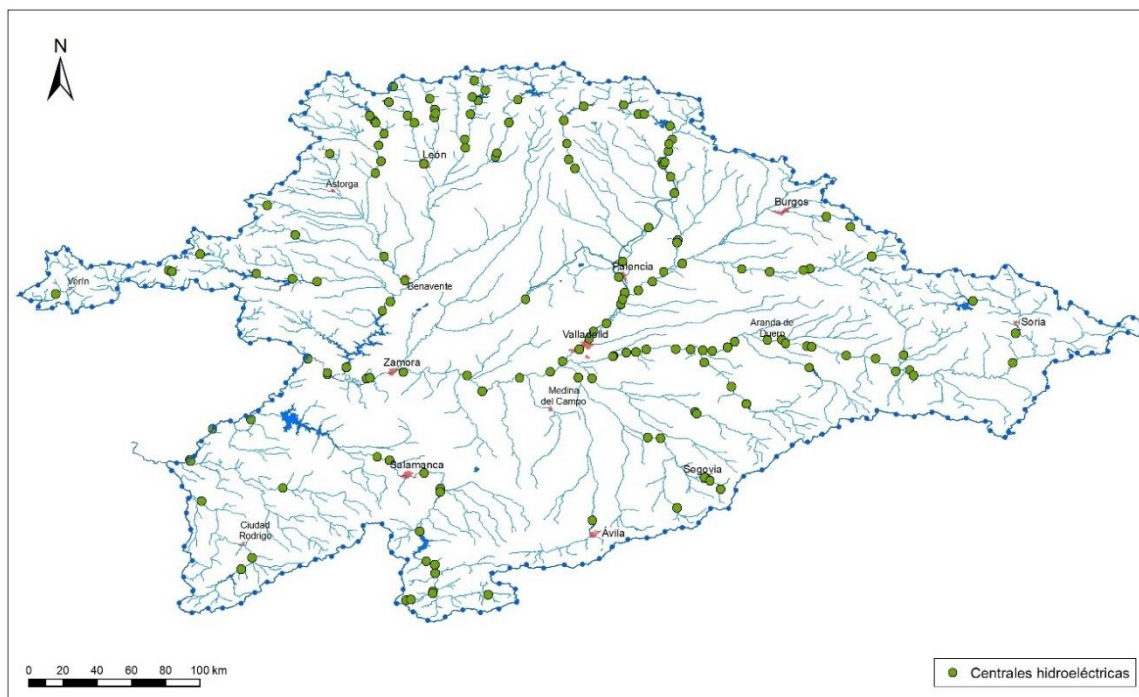 N
León
Astorga
Burgos
Verín
Palencia
Benavente
Soria
Aranda de
Duero
Valladolid
Zamora
Medina
del Campo
Salamanca
Segovia
Ciudad
Rodrigo
Ávila
0 20 40 60 80 100 km
Centrales hidroeléctricas